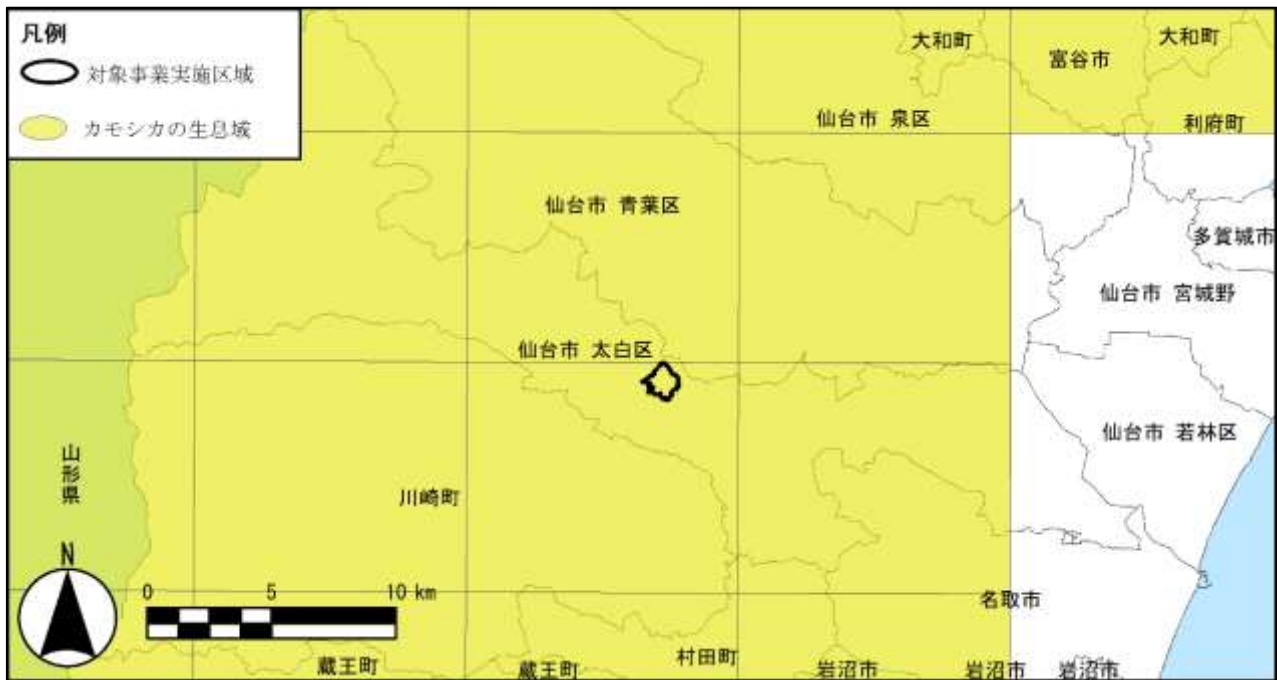 凡例
対象事業実施区域
カモシカの生息域
大和町
富谷市
大和町
仙台市 泉区
利府町
仙台市 青葉区
多賀城市
仙台市 宮城野
仙台市 太白区
仙台市 若林区
山形県
川崎町
N
0 5 10 km
名取市
蔵王町
蔵王町
村田町
岩沼市
岩沼市
岩沼市